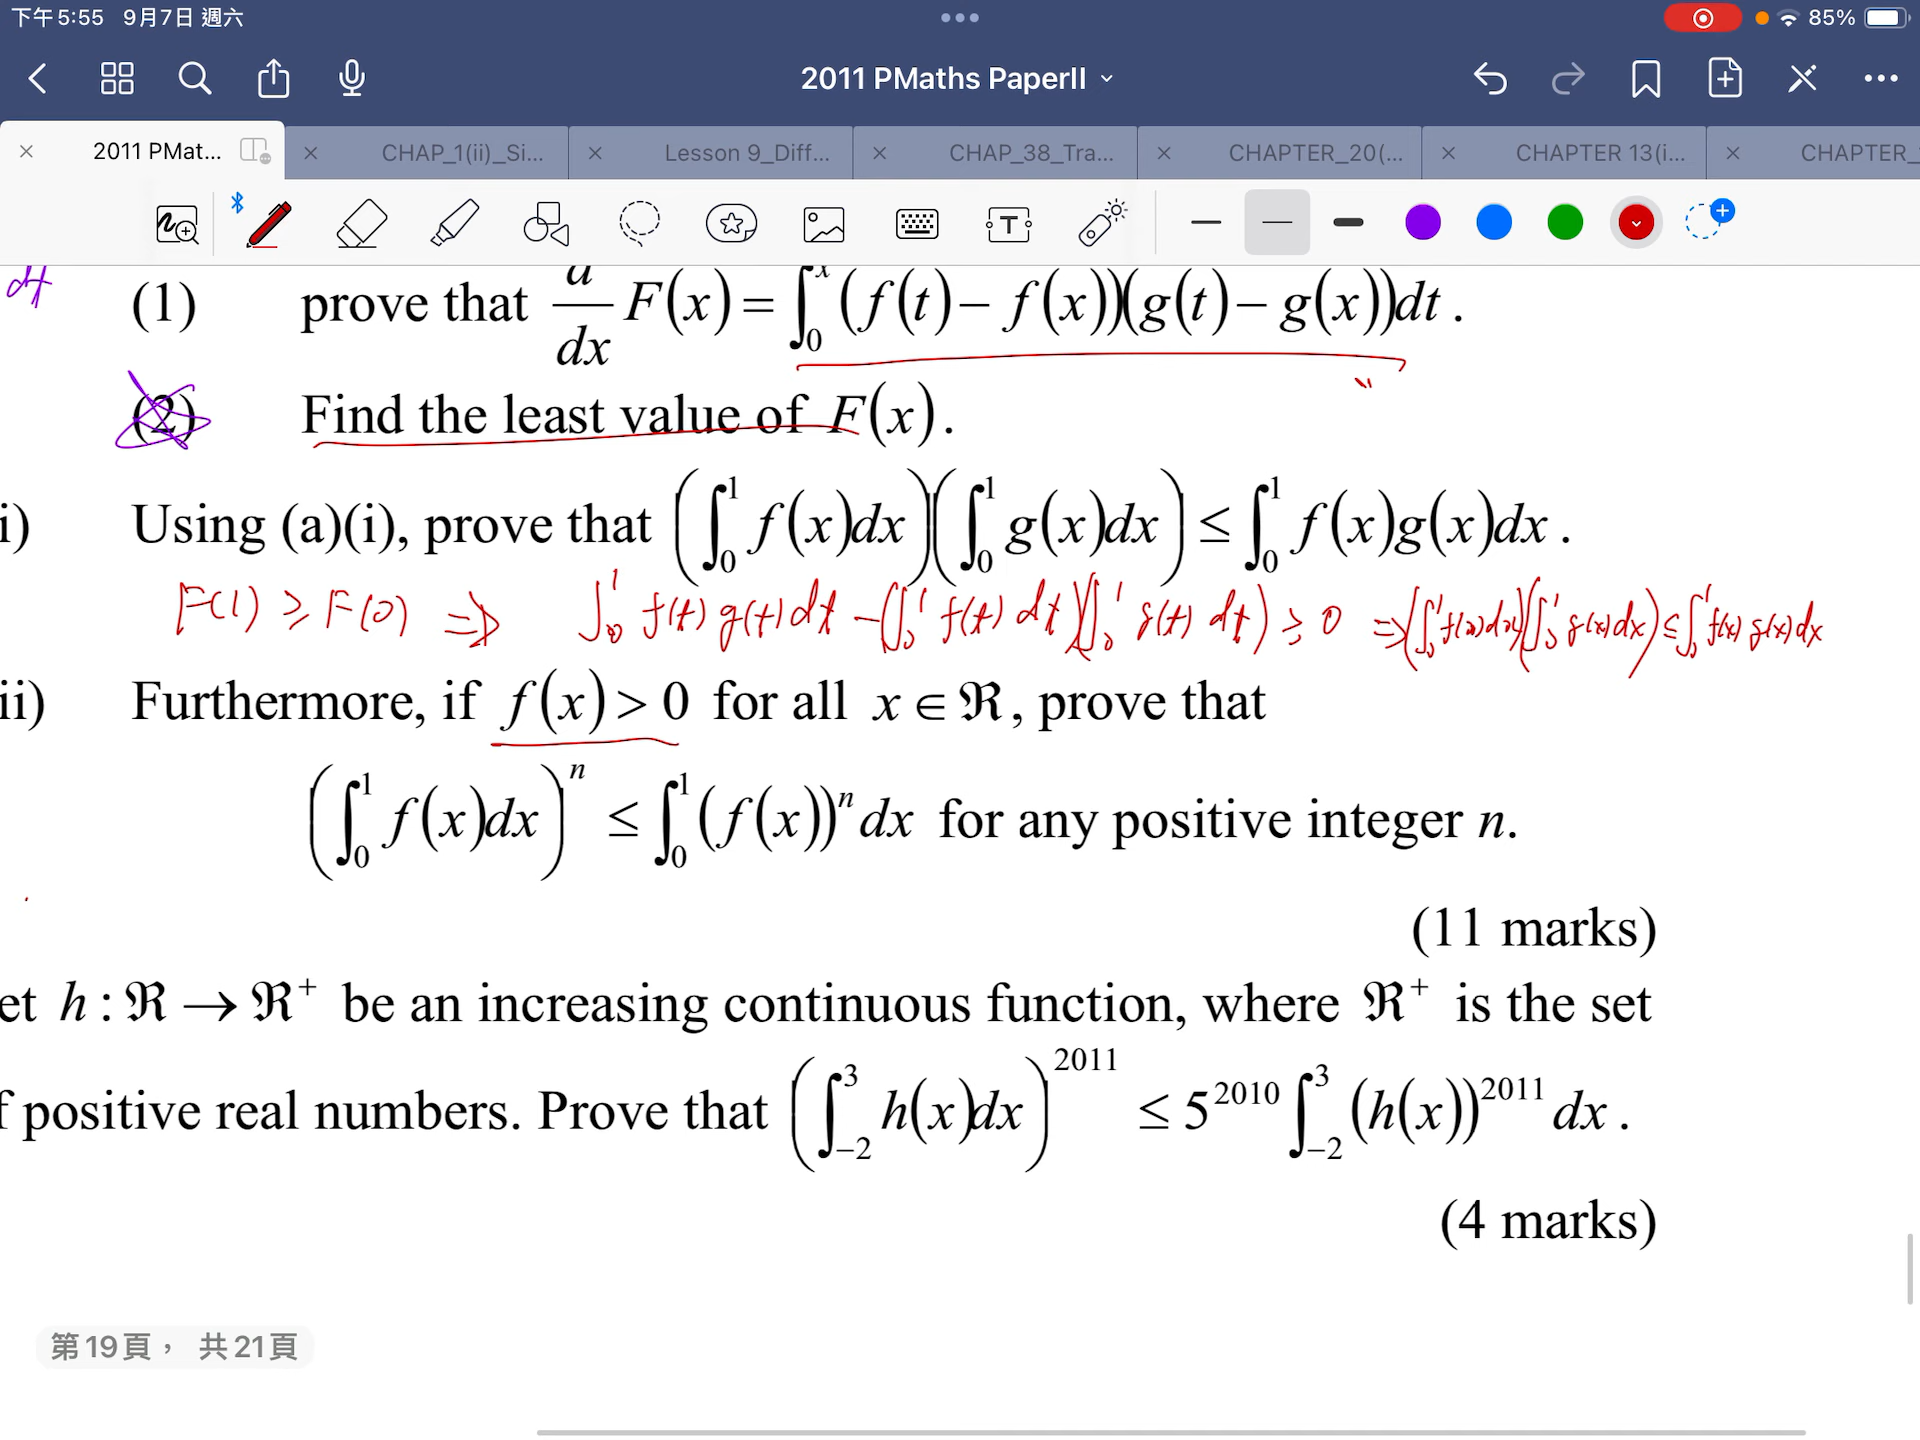 下午5:55 9月7日 週六
85%
2011 PMaths PaperII
2011 PMat...
CHAP_1(ii)_Si...
Lesson 9_Diff...
CHAP_38_Tra...
CHAPTER_20(...
CHAPTER 13(i...
CHAPTER_
dt
(1) prove that d/dx F(x) = ∫_0^x (f(t) − f(x))(g(t) − g(x))dt .
(2) Find the least value of F(x).
i) Using (a)(i), prove that (∫_0^1 f(x)dx)(∫_0^1 g(x)dx) ≤ ∫_0^1 f(x)g(x)dx .
F(1) ≥ F(0) ⇒ ∫_0^1 f(t) g(t) dt − (∫_0^1 f(t) dt)(∫_0^1 g(t) dt) ≥ 0 ⇒ (∫_0^1 f(x)dx)(∫_0^1 g(x)dx) ≤ ∫_0^1 f(x) g(x) dx
ii) Furthermore, if f(x) > 0 for all x ∈ ℜ, prove that
(∫_0^1 f(x)dx)^n ≤ ∫_0^1 (f(x))^n dx for any positive integer n.
(11 marks)
et h : ℜ → ℜ⁺ be an increasing continuous function, where ℜ⁺ is the set
f positive real numbers. Prove that (∫_{−2}^3 h(x)dx)^2011 ≤ 5^2010 ∫_{−2}^3 (h(x))^2011 dx .
(4 marks)
第19頁， 共21頁